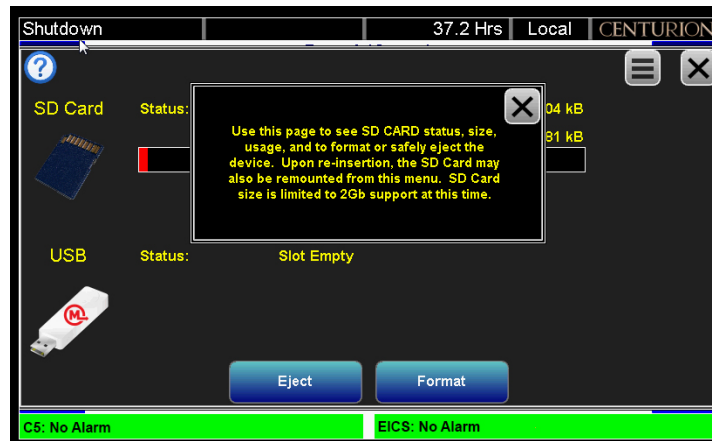 Shutdown
37.2 Hrs
Local
CENTURION
?
SD Card
Status:
04 kB
81 kB
Use this page to see SD CARD status, size,
usage, and to format or safely eject the
device. Upon re-insertion, the SD Card may
also be remounted from this menu. SD Card
size is limited to 2Gb support at this time.
USB
Status:
Slot Empty
M
Eject
Format
C5: No Alarm
EICS: No Alarm